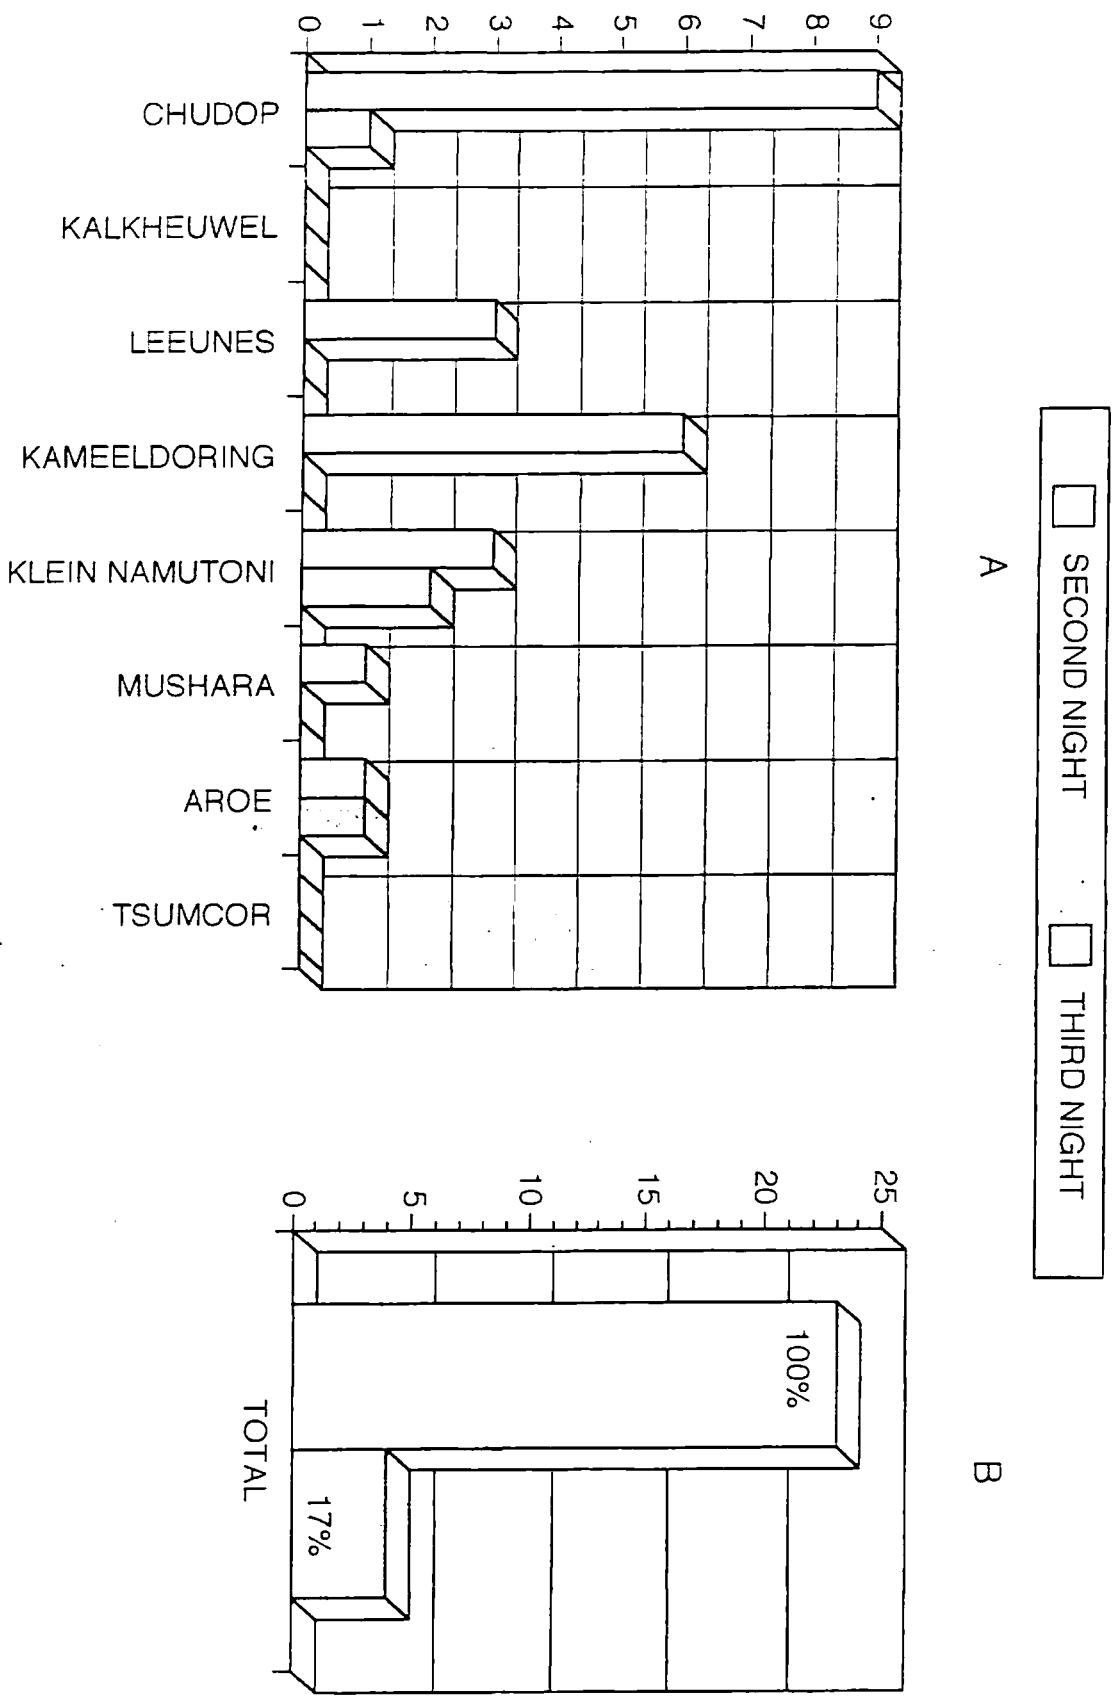 SECOND NIGHT THIRD NIGHT
A
9
8
7
6
5
4
3
2
1
0
CHUDOP
KALKHEUWEL
LEEUNES
KAMEELDORING
KLEIN NAMUTONI
MUSHARA
AROE
TSUMCOR
B
25
20
15
10
5
0
100%
17%
TOTAL